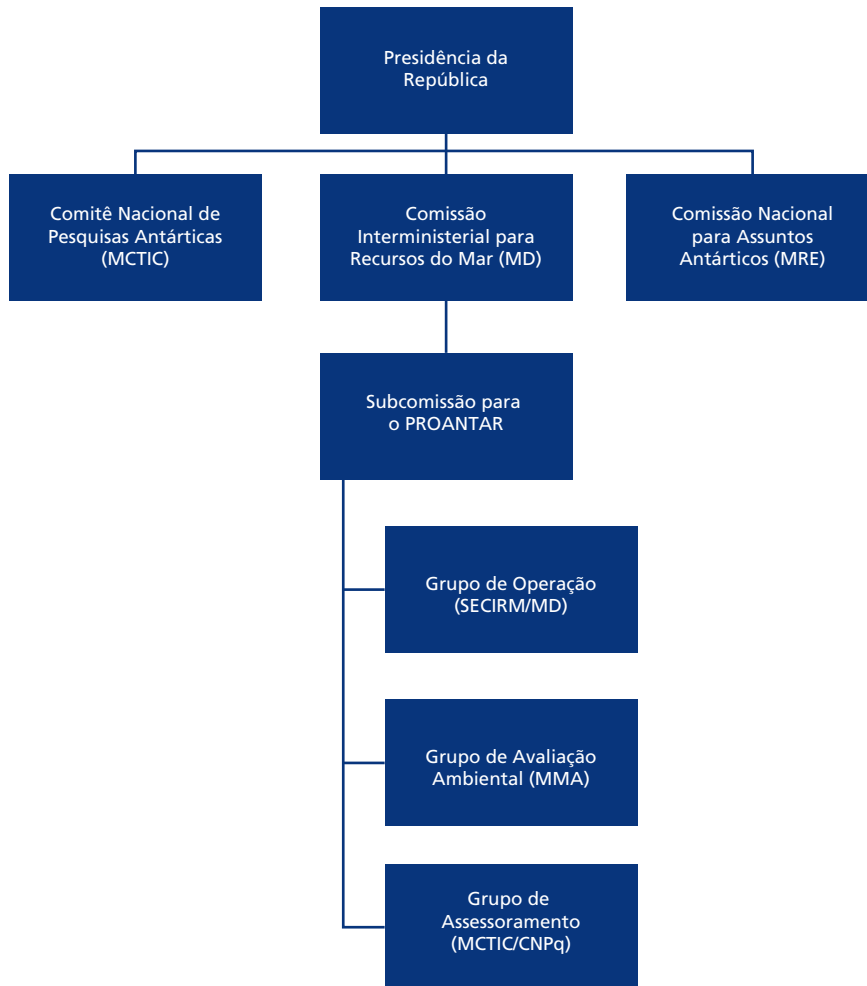 Presidência da
República
Comitê Nacional de
Pesquisas Antárticas
(MCTIC)
Comissão
Interministerial para
Recursos do Mar (MD)
Comissão Nacional
para Assuntos
Antárticos (MRE)
Subcomissão para
o PROANTAR
Grupo de Operação
(SECIRM/MD)
Grupo de Avaliação
Ambiental (MMA)
Grupo de
Assessoramento
(MCTIC/CNPq)